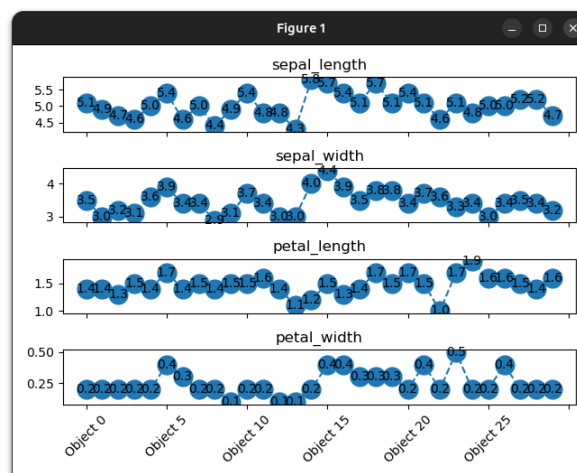 Figure 1
sepal_length
5.5
5.0
4.5
5.1 4.9 4.7 4.6 5.0 5.4 4.6 5.0 4.4 4.9 5.4 4.8 4.8 4.3 5.8 5.7 5.4 5.1 5.7 5.1 5.4 5.1 4.6 5.1 4.8 5.0 5.0 5.2 5.2 4.7
sepal_width
4
3
3.5 3.0 3.2 3.1 3.6 3.9 3.4 3.4 2.9 3.1 3.7 3.4 3.0 3.0 4.0 4.4 3.9 3.5 3.8 3.8 3.4 3.7 3.6 3.3 3.4 3.0 3.4 3.5 3.4 3.2
petal_length
1.5
1.0
1.4 1.4 1.3 1.5 1.4 1.7 1.4 1.5 1.4 1.5 1.5 1.6 1.4 1.1 1.2 1.5 1.3 1.4 1.7 1.5 1.7 1.5 1.0 1.7 1.9 1.6 1.6 1.5 1.4 1.6
petal_width
0.50
0.25
0.2 0.2 0.2 0.2 0.2 0.4 0.3 0.2 0.2 0.1 0.2 0.2 0.1 0.1 0.2 0.4 0.4 0.3 0.3 0.3 0.2 0.4 0.2 0.5 0.2 0.2 0.4 0.2 0.2 0.2
Object 0
Object 5
Object 10
Object 15
Object 20
Object 25